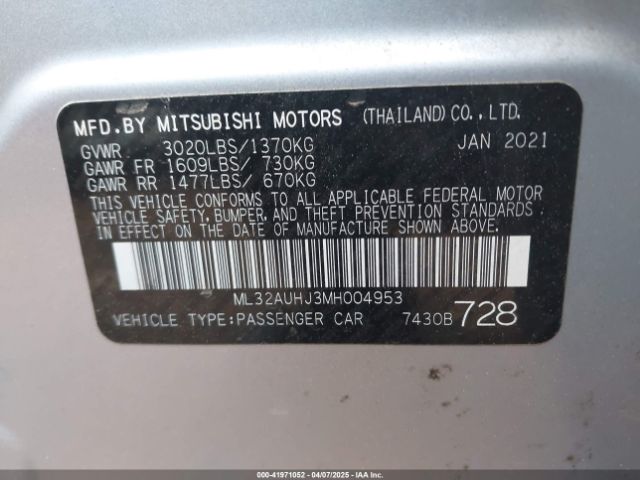 MFD.BY MITSUBISHI MOTORS (THAILAND)CO.,LTD.
GVWR 3020LBS/1370KG JAN 2021
GAWR FR 1609LBS/ 730KG
GAWR RR 1477LBS/ 670KG
THIS VEHICLE CONFORMS TO ALL APPLICABLE FEDERAL MOTOR
VEHICLE SAFETY, BUMPER, AND THEFT PREVENTION STANDARDS
IN EFFECT ON THE DATE OF MANUFACTURE SHOWN ABOVE.
ML32AUHJ3MH004953
VEHICLE TYPE:PASSENGER CAR 7430B 728
000-41971052 04/07/2025 - IAAI.COM